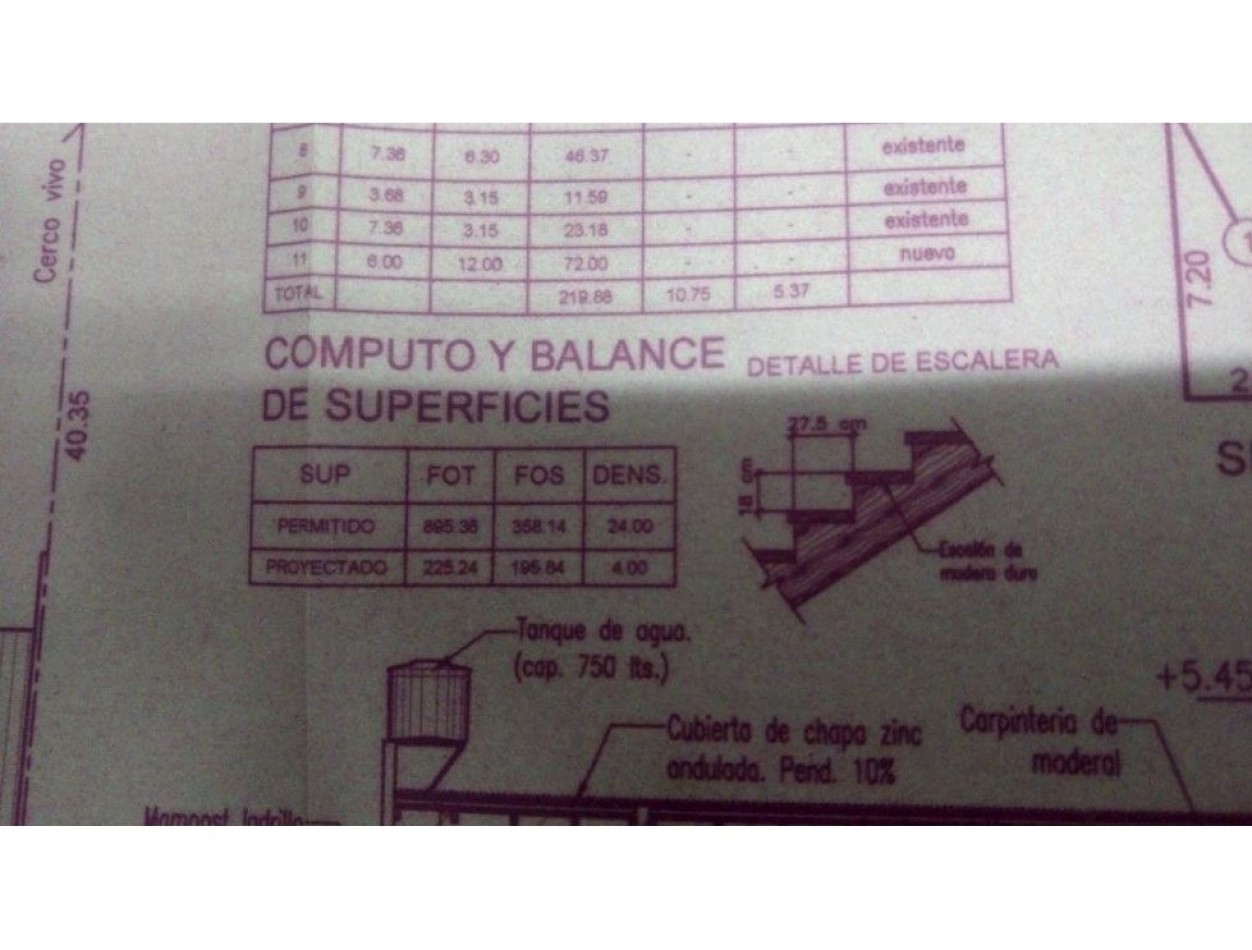 8 7.36 6.30 46.37 - - existente
9 3.68 3.15 11.59 - - existente
10 7.36 3.15 23.18 - - existente
11 6.00 12.00 72.00 - - nuevo
TOTAL 219.88 10.75 5.37
Cerco vivo
40.35
7.20
1
2.
COMPUTO Y BALANCE
DE SUPERFICIES
DETALLE DE ESCALERA
SUP FOT FOS DENS.
PERMITIDO 895.36 358.14 24.00
PROYECTADO 225.24 195.84 4.00
27.5 cm
18 cm
Escalón de
madera dura
S
Tanque de agua.
(cap. 750 lts.)
+5.45
Cubierta de chapa zinc
ondulada. Pend. 10%
Carpinteria de
maderal
Mampost. ladrillo